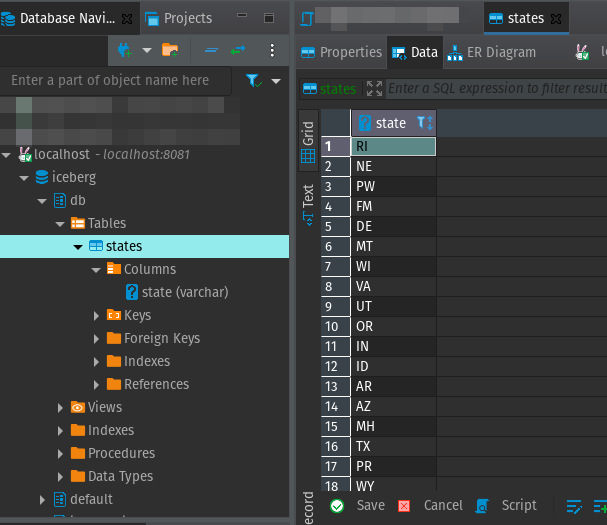 Database Navi...
Projects
Enter a part of object name here
localhost - localhost:8081
iceberg
db
Tables
states
Columns
state (varchar)
Keys
Foreign Keys
Indexes
References
Views
Indexes
Procedures
Data Types
default
states
Properties
Data
ER Diagram
states
Enter a SQL expression to filter result
Grid
Text
state
1 RI
2 NE
3 PW
4 FM
5 DE
6 MT
7 WI
8 VA
9 UT
10 OR
11 IN
12 ID
13 AR
14 AZ
15 MH
16 TX
17 PR
18 WY
Save
Cancel
Script